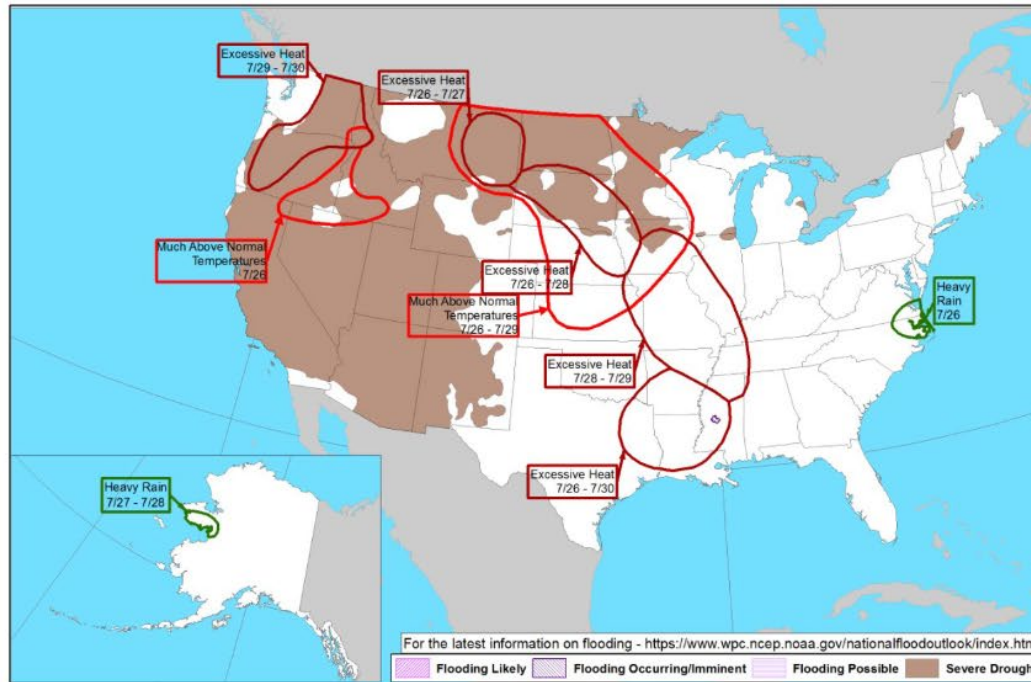 Excessive Heat
7/29 - 7/30
Excessive Heat
7/26 - 7/27
Much Above Normal
Temperatures
7/26
Excessive Heat
7/26 - 7/28
Much Above Normal
Temperatures
7/26 - 7/29
Heavy
Rain
7/26
Excessive Heat
7/28 - 7/29
Excessive Heat
7/26 - 7/30
Heavy Rain
7/27 - 7/28
For the latest information on flooding - https://www.wpc.ncep.noaa.gov/nationalfloodoutlook/index.htm
Flooding Likely Flooding Occurring/Imminent Flooding Possible Severe Drough